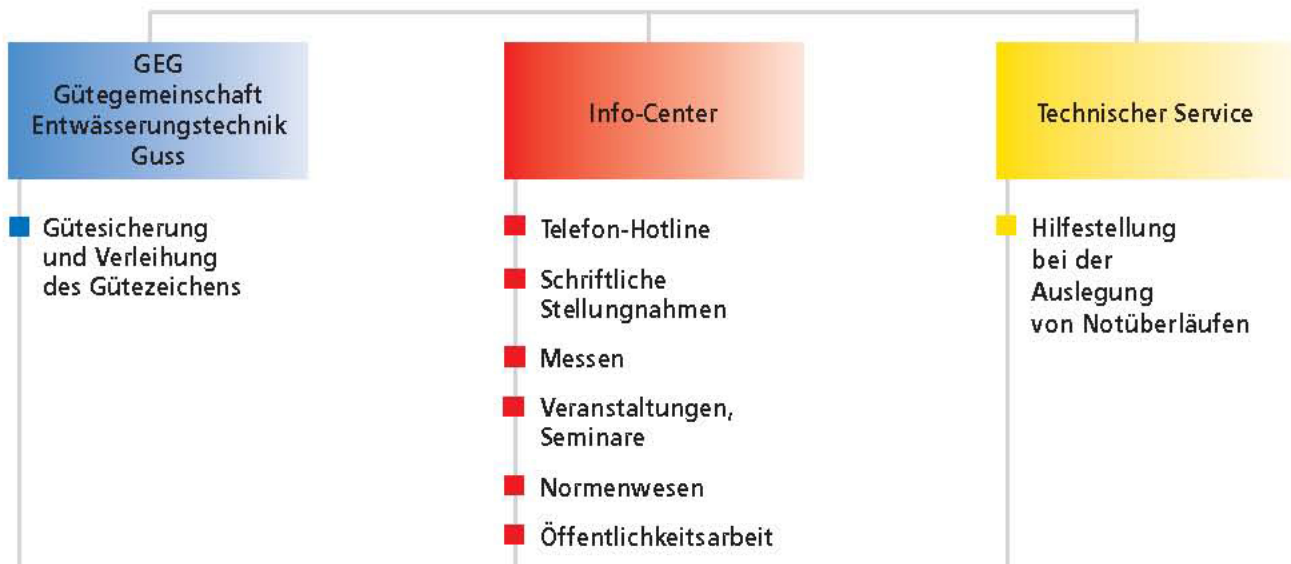 GEG
Gütegemeinschaft
Entwässerungstechnik
Guss
Gütesicherung
und Verleihung
des Gütezeichens
Info-Center
Telefon-Hotline
Schriftliche
Stellungnahmen
Messen
Veranstaltungen,
Seminare
Normenwesen
Öffentlichkeitsarbeit
Technischer Service
Hilfestellung
bei der
Auslegung
von Notüberläufen